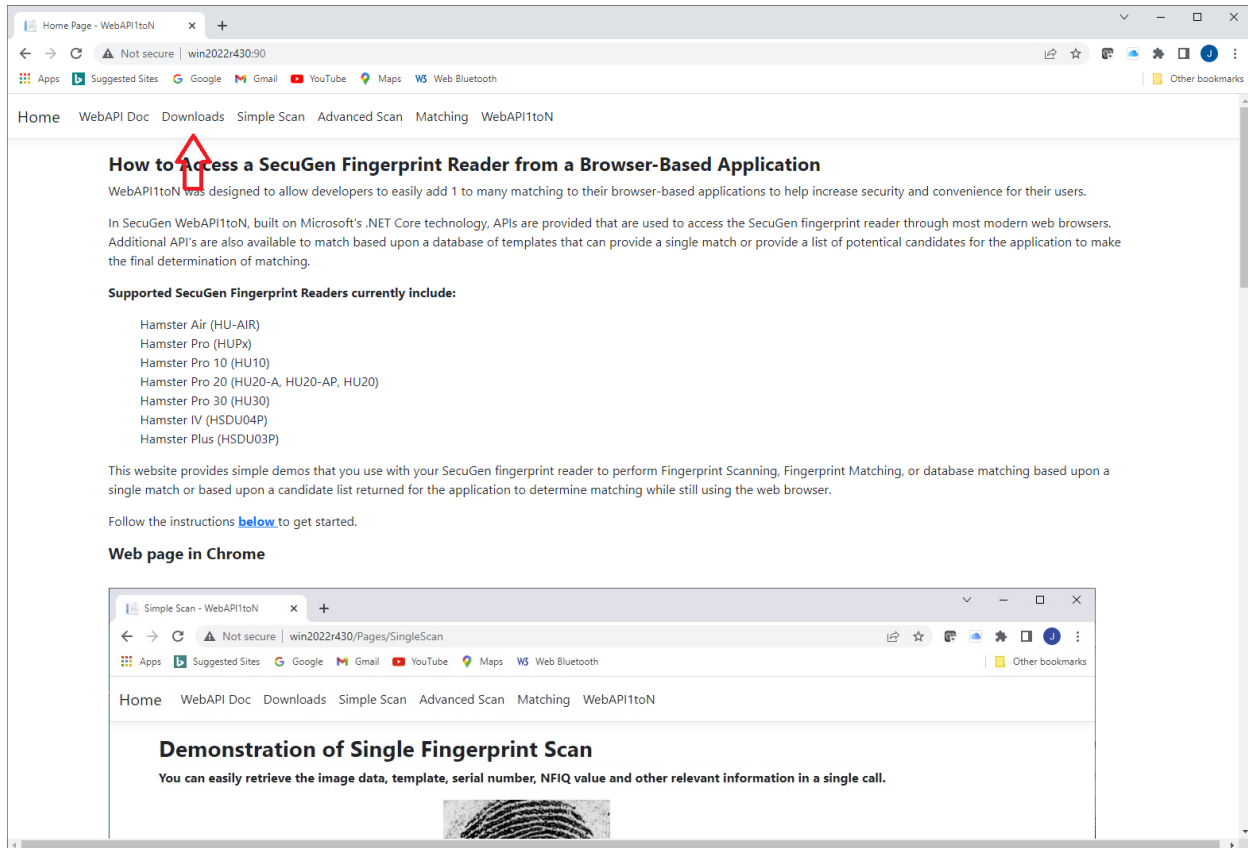 Home Page - WebAPI1toN
Not secure | win2022r430:90
J
Apps Suggested Sites Google Gmail YouTube Maps W3 Web Bluetooth Other bookmarks
Home WebAPI Doc Downloads Simple Scan Advanced Scan Matching WebAPI1toN
How to Access a SecuGen Fingerprint Reader from a Browser-Based Application
WebAPI1toN was designed to allow developers to easily add 1 to many matching to their browser-based applications to help increase security and convenience for their users.
In SecuGen WebAPI1toN, built on Microsoft's .NET Core technology, APIs are provided that are used to access the SecuGen fingerprint reader through most modern web browsers.
Additional API's are also available to match based upon a database of templates that can provide a single match or provide a list of potentical candidates for the application to make
the final determination of matching.
Supported SecuGen Fingerprint Readers currently include:
Hamster Air (HU-AIR)
Hamster Pro (HUPx)
Hamster Pro 10 (HU10)
Hamster Pro 20 (HU20-A, HU20-AP, HU20)
Hamster Pro 30 (HU30)
Hamster IV (HSDU04P)
Hamster Plus (HSDU03P)
This website provides simple demos that you use with your SecuGen fingerprint reader to perform Fingerprint Scanning, Fingerprint Matching, or database matching based upon a
single match or based upon a candidate list returned for the application to determine matching while still using the web browser.
Follow the instructions below to get started.
Web page in Chrome
Simple Scan - WebAPI1toN
Not secure | win2022r430/Pages/SingleScan
J
Apps Suggested Sites Google Gmail YouTube Maps W3 Web Bluetooth Other bookmarks
Home WebAPI Doc Downloads Simple Scan Advanced Scan Matching WebAPI1toN
Demonstration of Single Fingerprint Scan
You can easily retrieve the image data, template, serial number, NFIQ value and other relevant information in a single call.